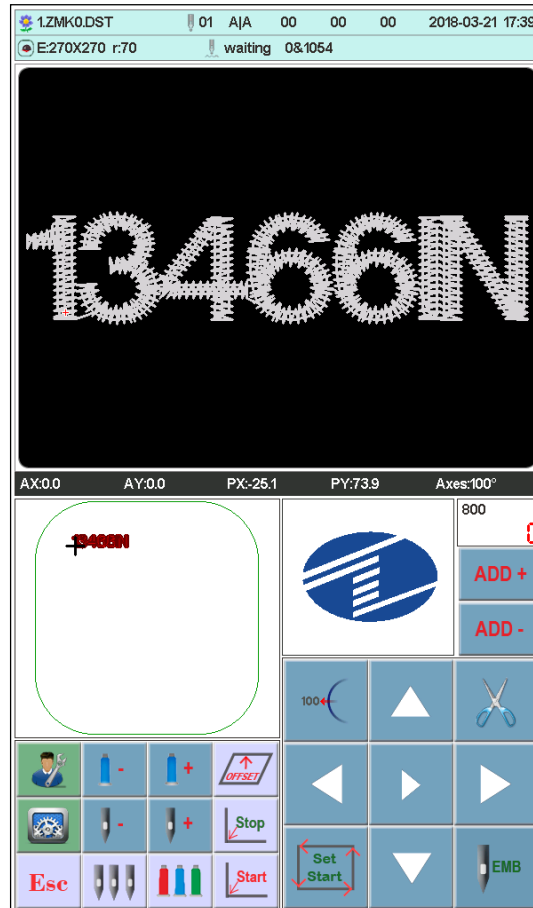 1.ZMK0.DST 01 A|A 00 00 00 2018-03-21 17:39
E:270X270 r:70 waiting 0&1054
13466IN
AX:0.0 AY:0.0 PX:-25.1 PY:73.9 Axes:100°
13466IN
800
ADD +
ADD -
100
- + OFFSET
- + Stop
Set Start
EMB
Esc
Start